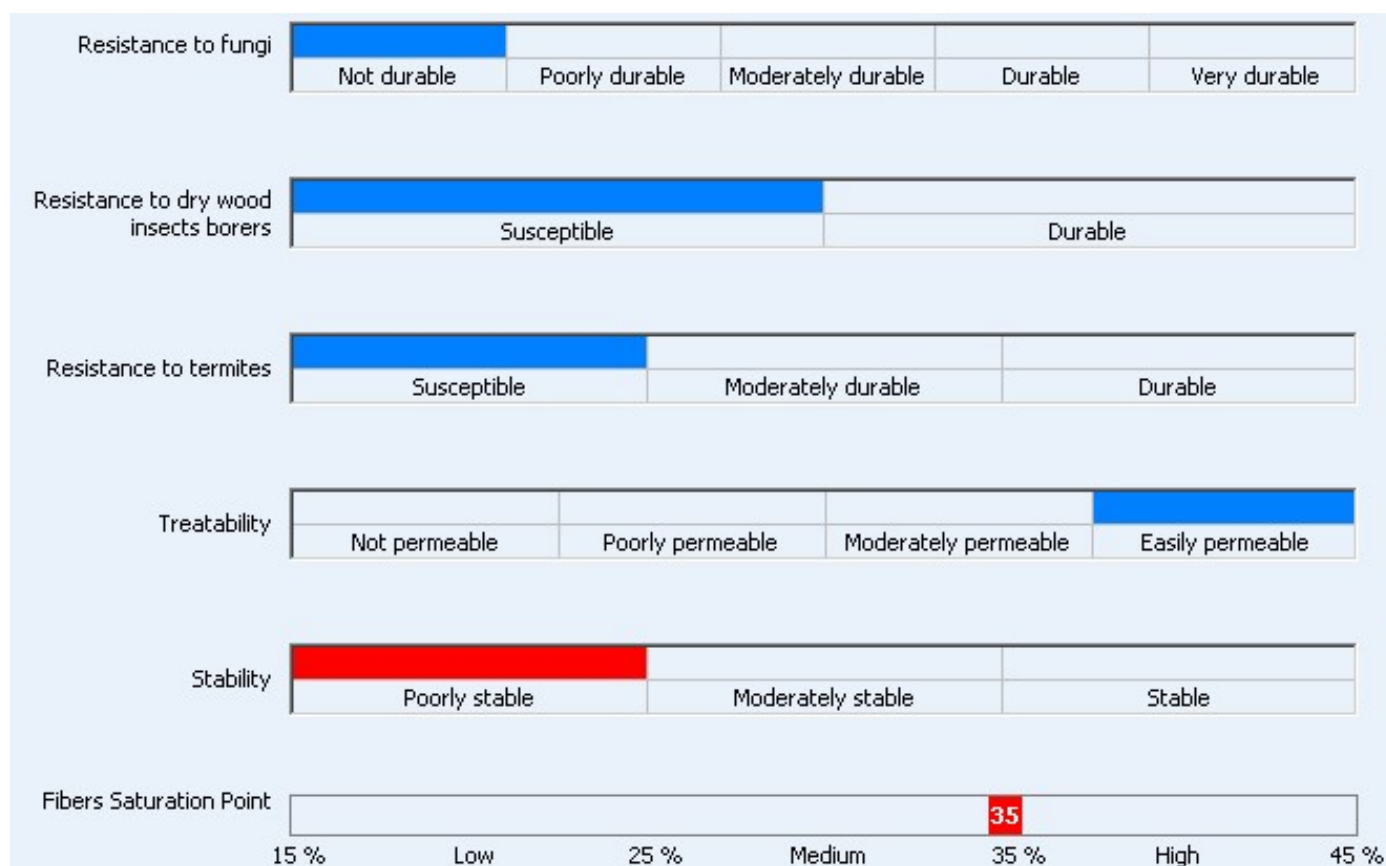 Resistance to fungi
Not durable Poorly durable Moderately durable Durable Very durable
Resistance to dry wood
insects borers
Susceptible Durable
Resistance to termites
Susceptible Moderately durable Durable
Treatability
Not permeable Poorly permeable Moderately permeable Easily permeable
Stability
Poorly stable Moderately stable Stable
Fibers Saturation Point
35
15 % Low 25 % Medium 35 % High 45 %